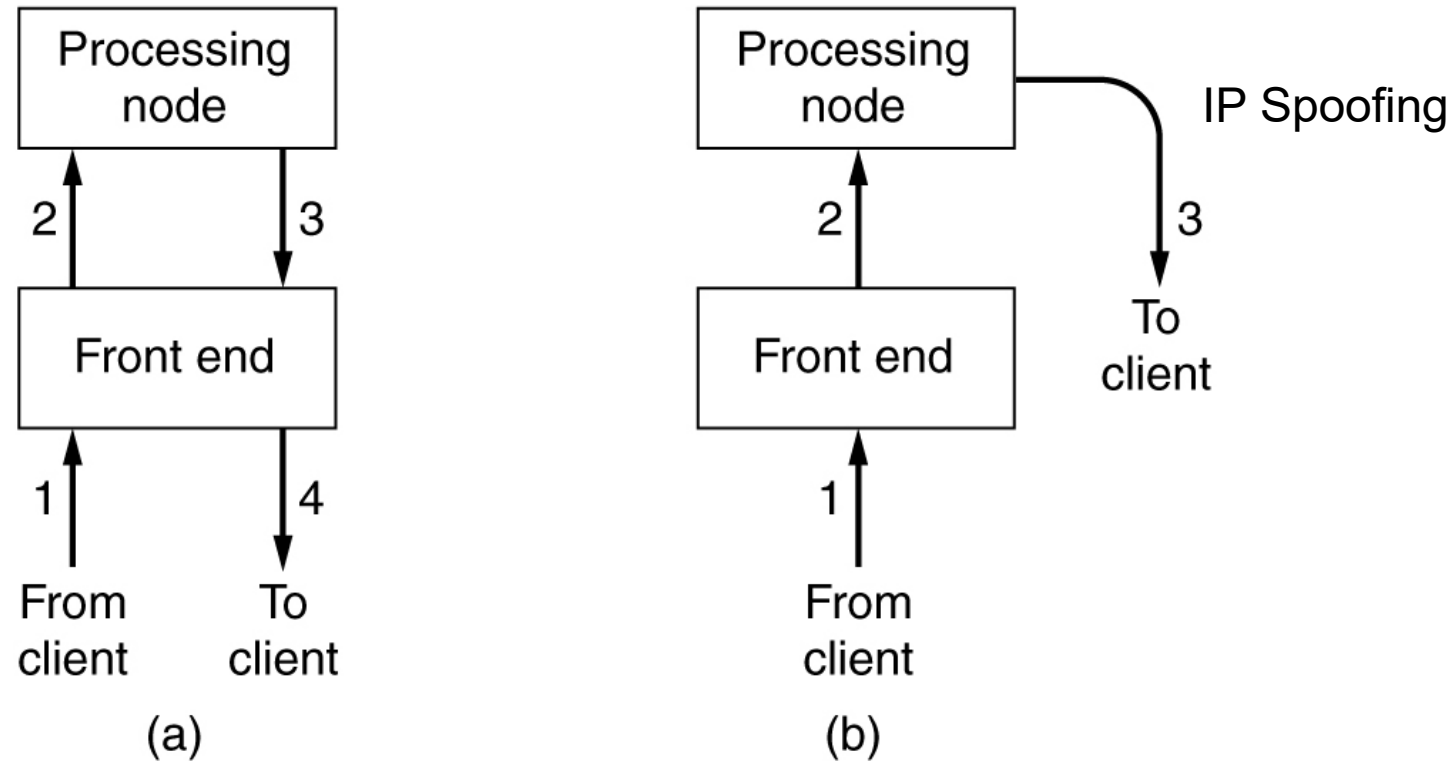 Processing
node
2
3
Front end
1
4
From
client
To
client
(a)
Processing
node
IP Spoofing
2
3
To
client
Front end
1
From
client
(b)